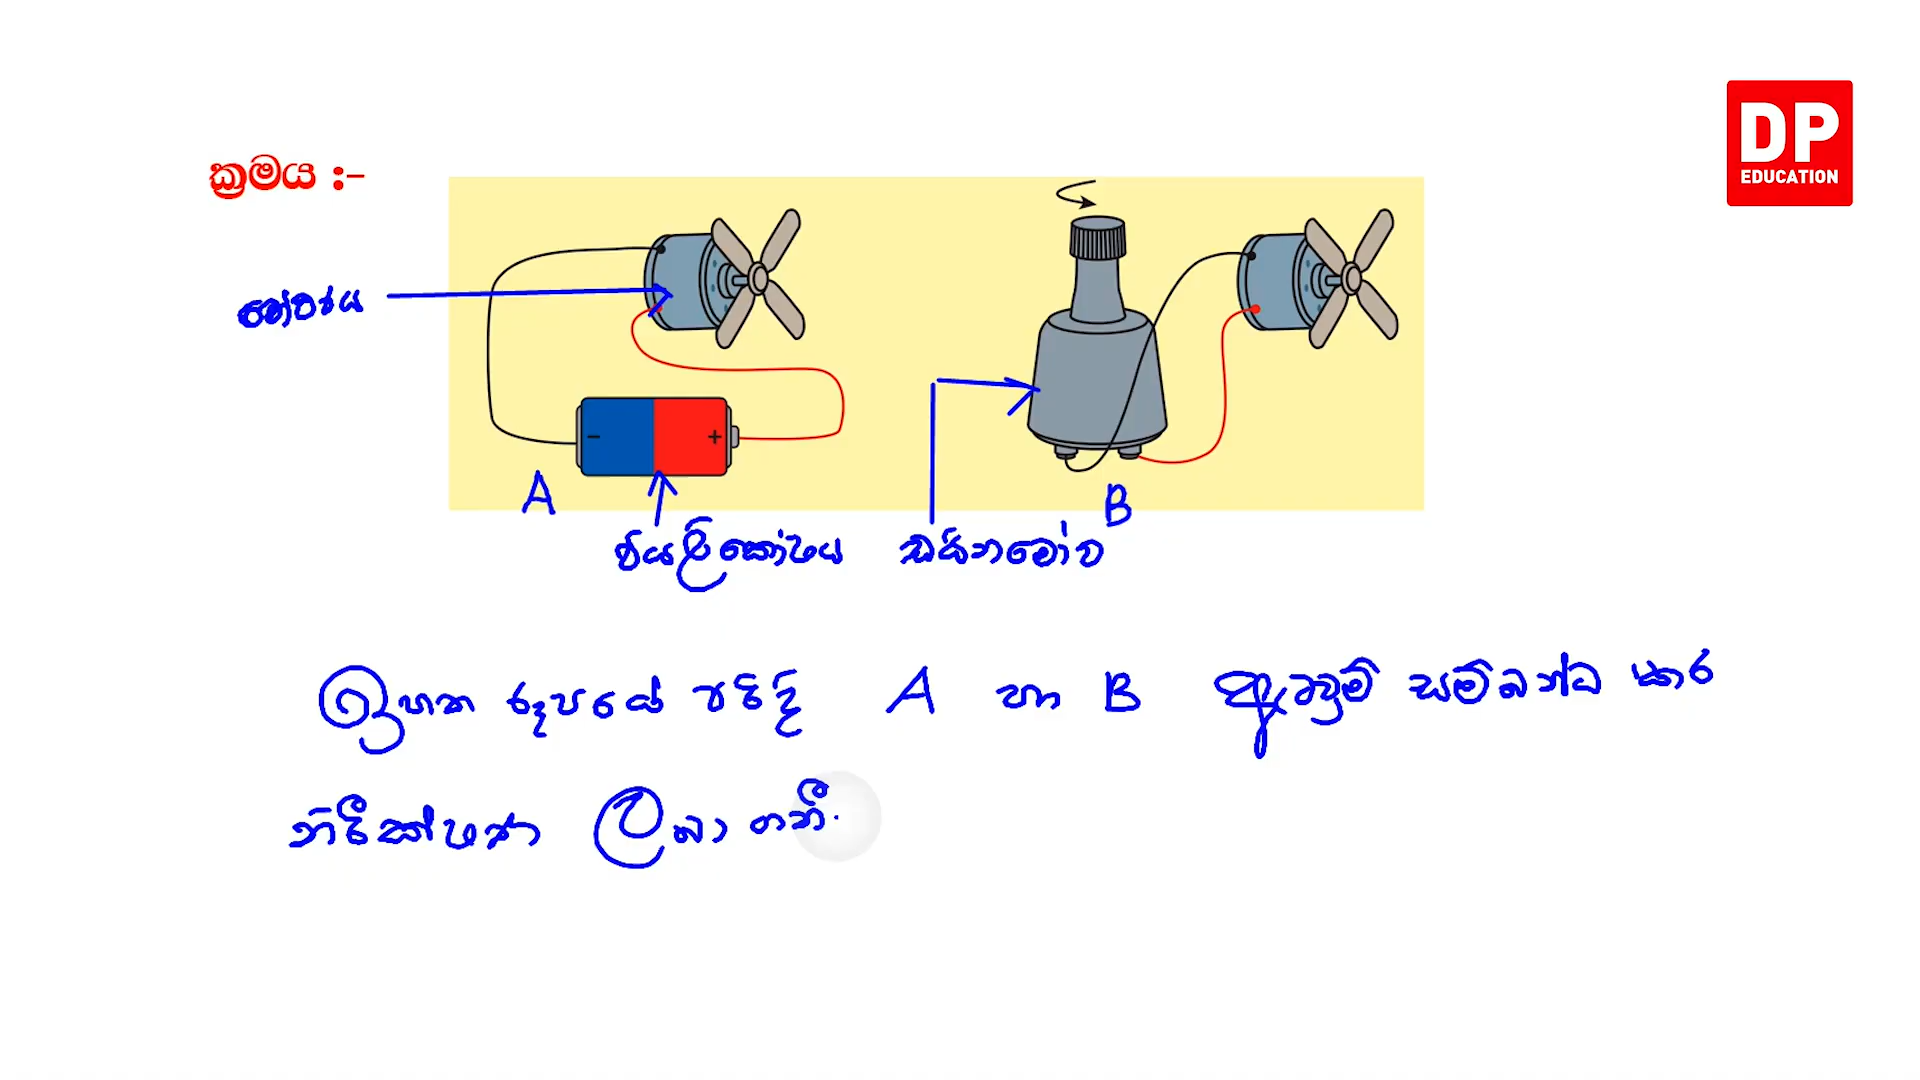 DP
EDUCATION
ක්‍රමය :-
මෝටරය
- +
A B
වියළිකෝෂය ඩයිනමෝව
ඉහත රූපයේ පරිදි A හා B ඇටවුම් සම්බන්ධ කර
නිරීක්ෂණ ලබා ගනී.